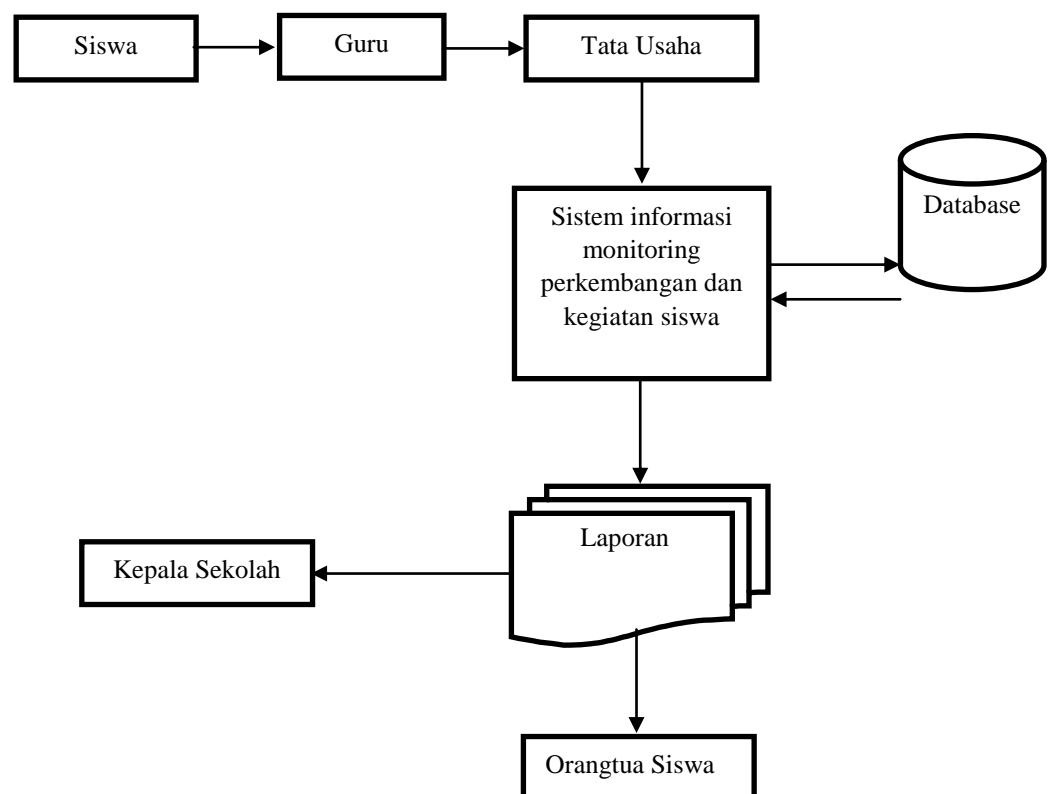 Siswa
Guru
Tata Usaha
Database
Sistem informasi
monitoring
perkembangan dan
kegiatan siswa
Laporan
Kepala Sekolah
Orangtua Siswa